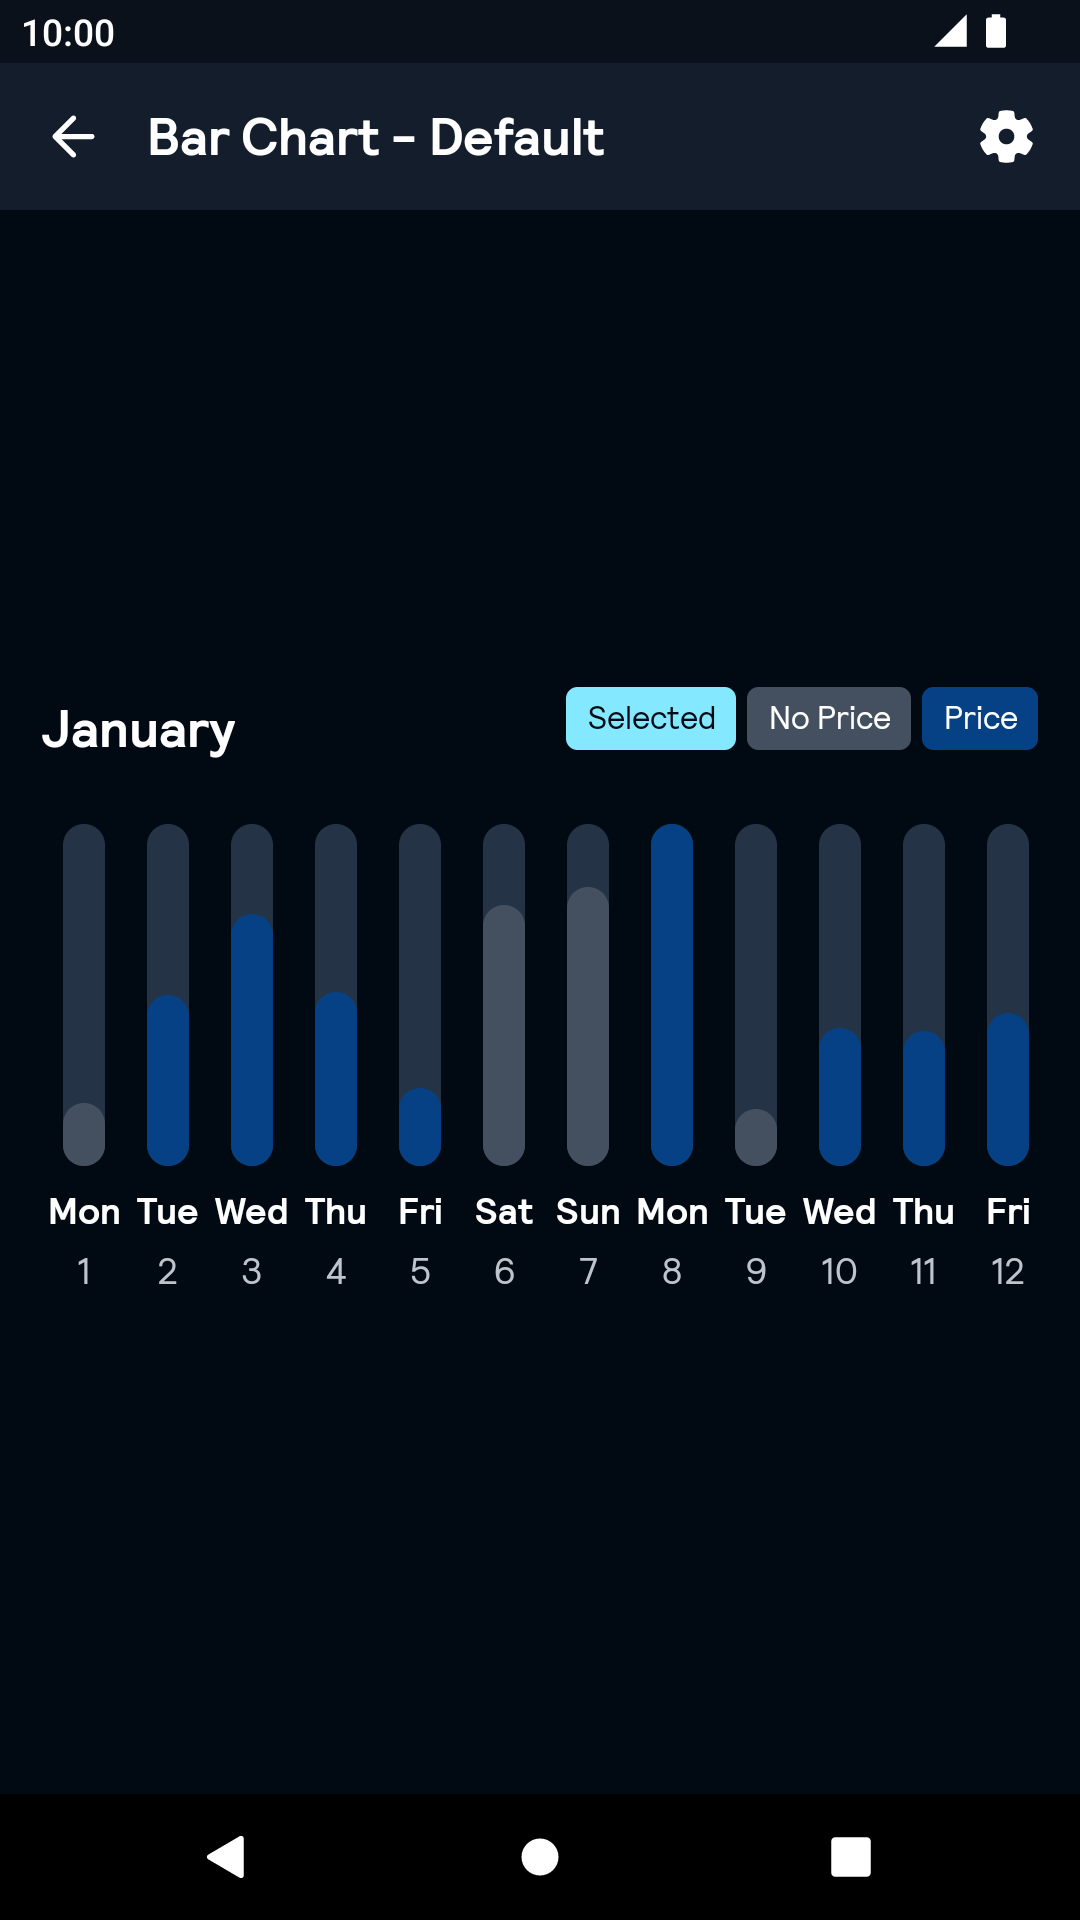 10:00
Bar Chart - Default
January
Selected No Price Price
Mon Tue Wed Thu Fri Sat Sun Mon Tue Wed Thu Fri
1 2 3 4 5 6 7 8 9 10 11 12